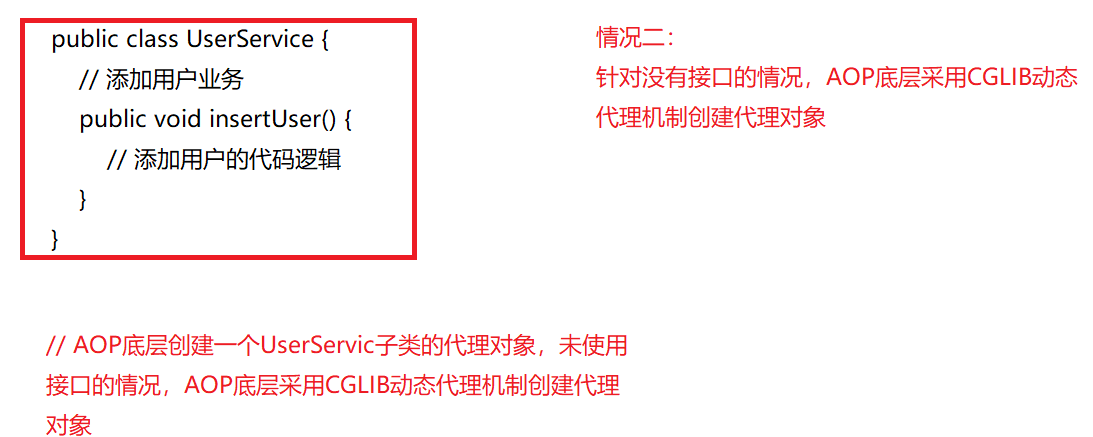 public class UserService {
// 添加用户业务
public void insertUser() {
// 添加用户的代码逻辑
}
}
情况二：
针对没有接口的情况，AOP底层采用CGLIB动态
代理机制创建代理对象
// AOP底层创建一个UserServic子类的代理对象，未使用
接口的情况，AOP底层采用CGLIB动态代理机制创建代理
对象